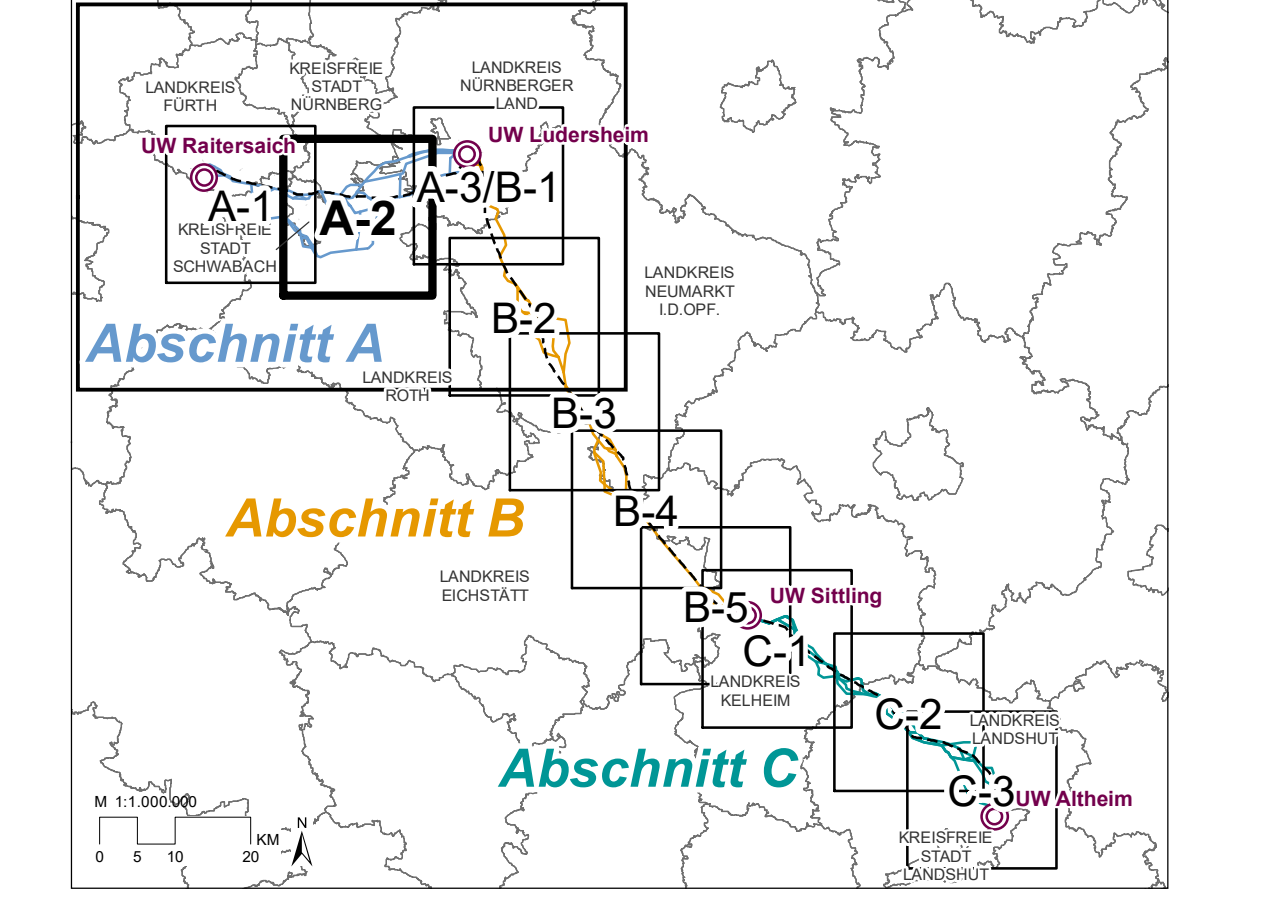 LANDKREIS
FÜRTH
KREISFREIE
STADT
NÜRNBERG
LANDKREIS
NÜRNBERGER
LAND
UW Raitersaich
UW Ludersheim
A-1
A-2
A-3/B-1
KREISFREIE
STADT
SCHWABACH
LANDKREIS
NEUMARKT
I.D.OPF.
B-2
Abschnitt A
LANDKREIS
ROTH
B-3
Abschnitt B
B-4
LANDKREIS
EICHSTÄTT
B-5
UW Sittling
C-1
LANDKREIS
KELHEIM
C-2
LANDKREIS
LANDSHUT
Abschnitt C
C-3
UW Altheim
KREISFREIE
STADT
LANDSHUT
M 1:1.000.000
KM
0 5 10 20
N